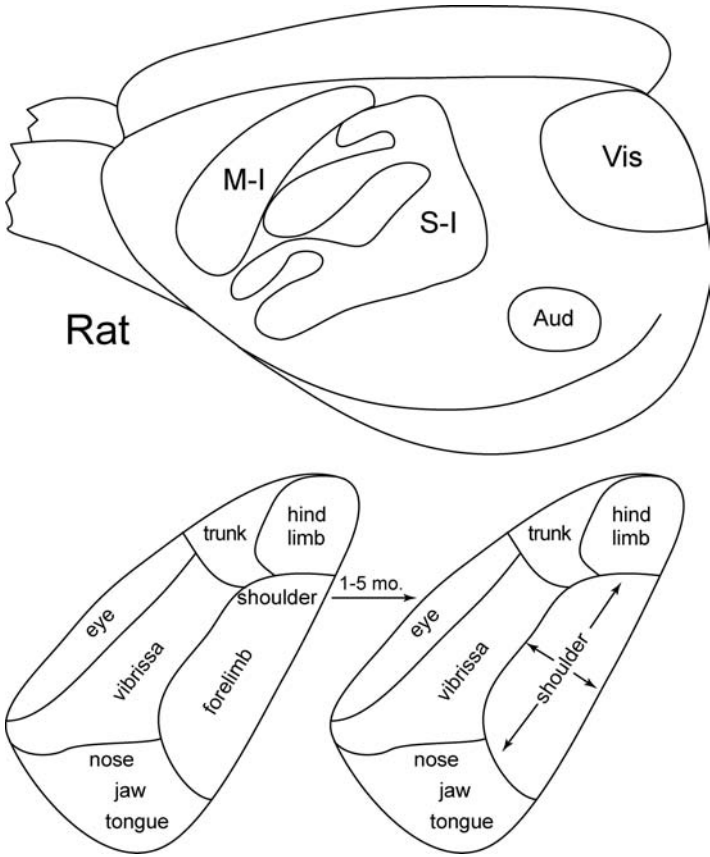 M-I
S-I
Vis
Aud
Rat
trunk
hind
limb
shoulder
eye
vibrissa
forelimb
nose
jaw
tongue
1-5 mo.
trunk
hind
limb
eye
vibrissa
shoulder
nose
jaw
tongue